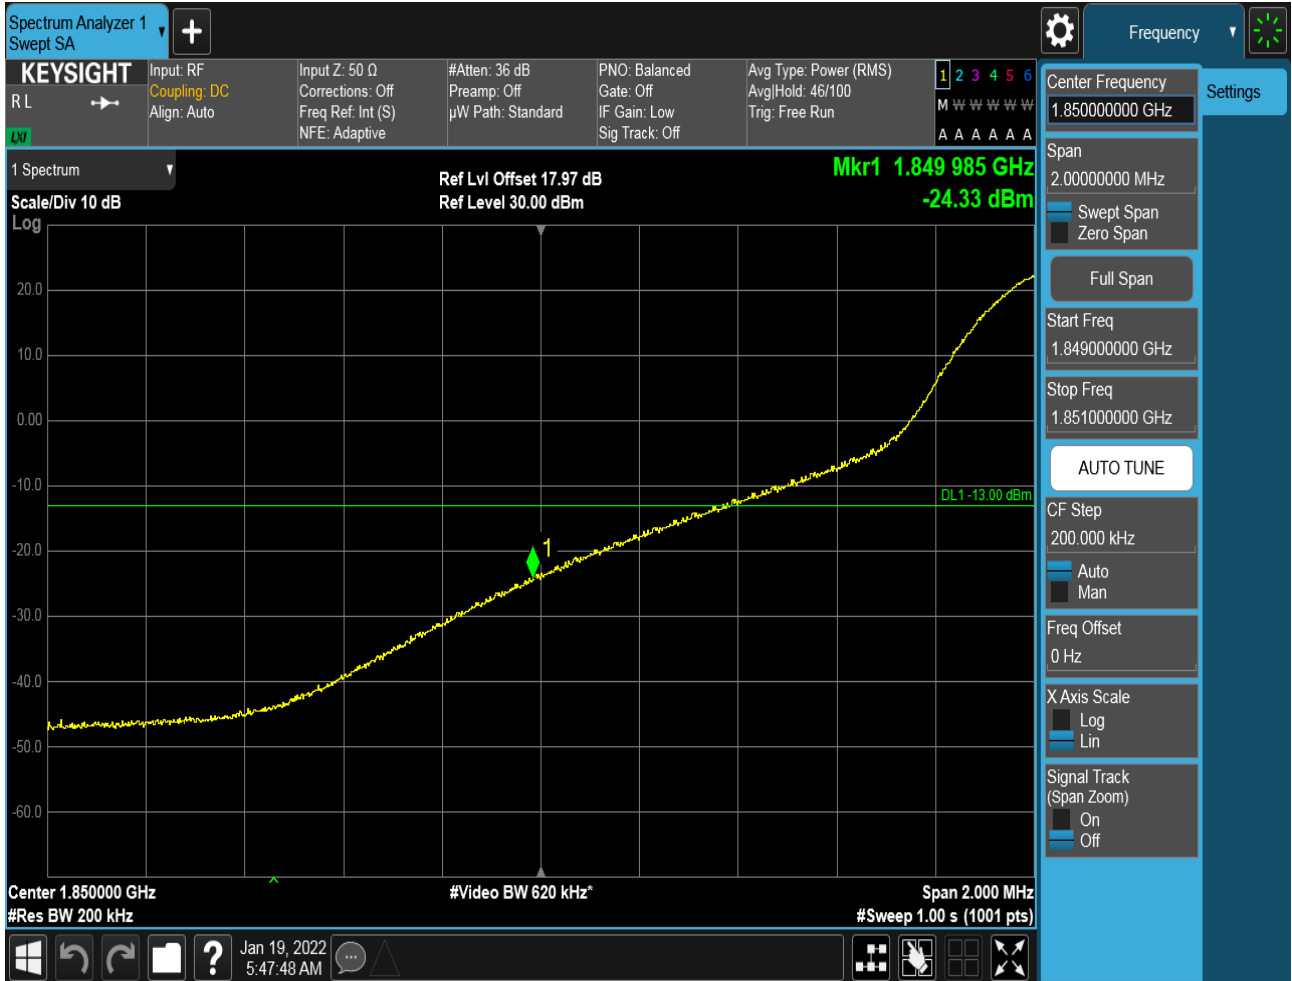 Spectrum Analyzer 1
Swept SA
Frequency
KEYSIGHT
R L
LXI
Input: RF
Coupling: DC
Align: Auto
Input Z: 50 Ω
Corrections: Off
Freq Ref: Int (S)
NFE: Adaptive
#Atten: 36 dB
Preamp: Off
µW Path: Standard
PNO: Balanced
Gate: Off
IF Gain: Low
Sig Track: Off
Avg Type: Power (RMS)
Avg|Hold: 46/100
Trig: Free Run
1 2 3 4 5 6
M W W W W W
A A A A A A
Center Frequency
1.850000000 GHz
Settings
Span
2.00000000 MHz
Swept Span
Zero Span
Full Span
Start Freq
1.849000000 GHz
Stop Freq
1.851000000 GHz
AUTO TUNE
CF Step
200.000 kHz
Auto
Man
Freq Offset
0 Hz
X Axis Scale
Log
Lin
Signal Track
(Span Zoom)
On
Off
1 Spectrum
Scale/Div 10 dB
Log
Ref Lvl Offset 17.97 dB
Ref Level 30.00 dBm
Mkr1 1.849 985 GHz
-24.33 dBm
20.0
10.0
0.00
-10.0
DL1 -13.00 dBm
-20.0
1
-30.0
-40.0
-50.0
-60.0
Center 1.850000 GHz
#Video BW 620 kHz*
Span 2.000 MHz
#Res BW 200 kHz
#Sweep 1.00 s (1001 pts)
?
Jan 19, 2022
5:47:48 AM